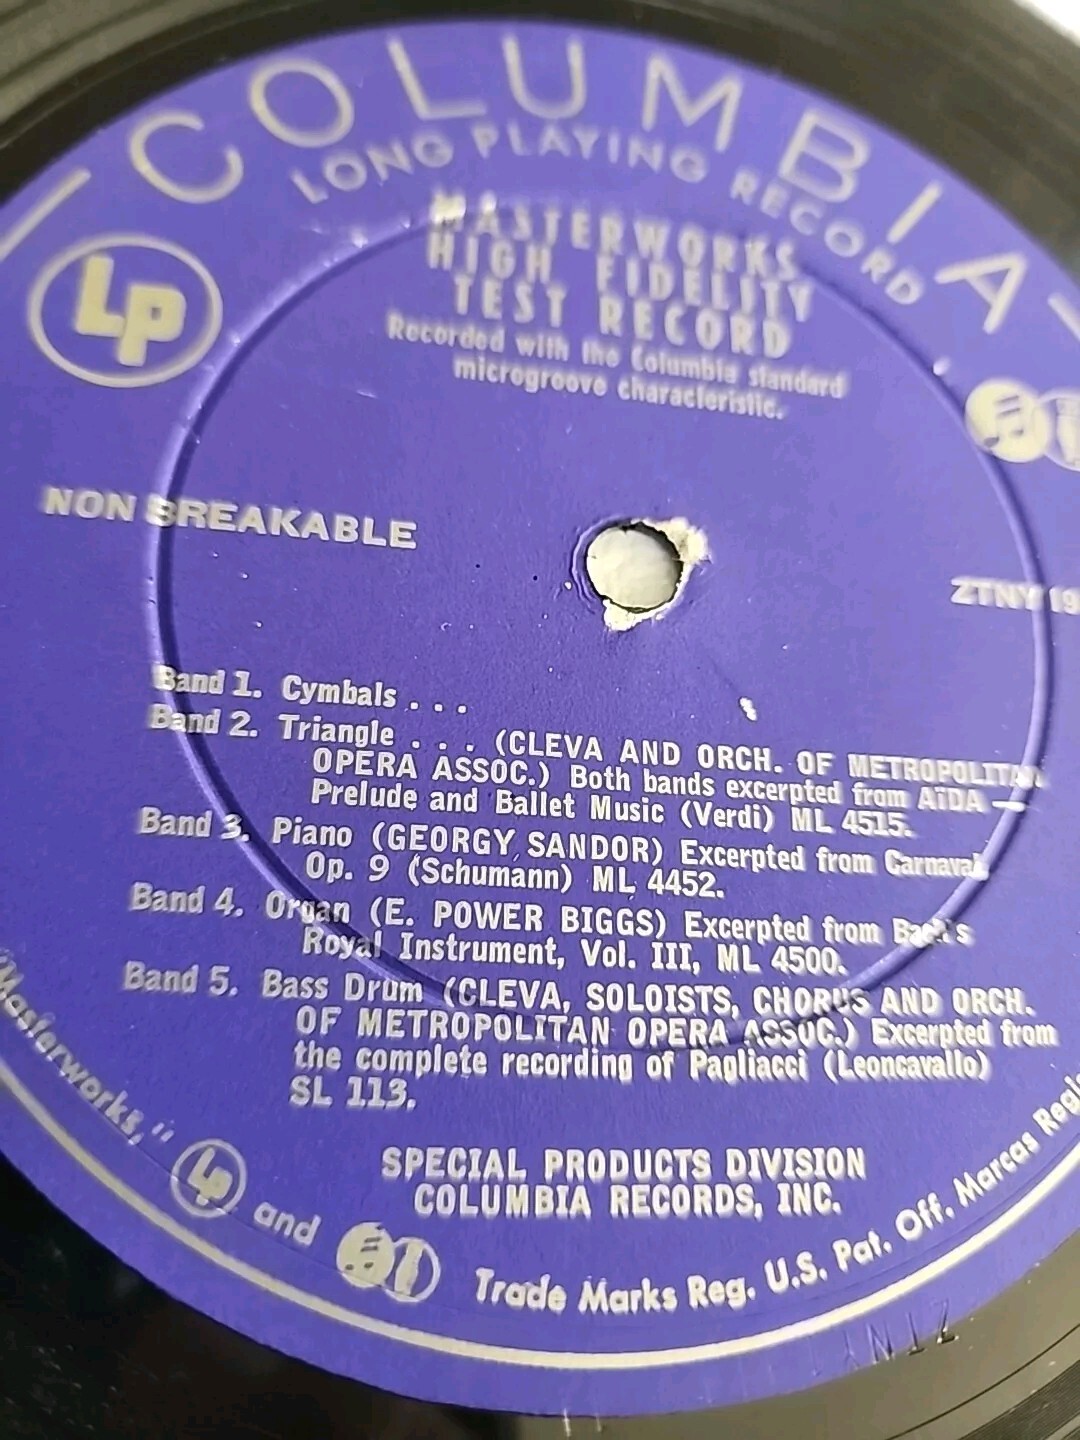 COLUMBIA
LONG PLAYING RECORD
Lp
MASTERWORKS
HIGH FIDELITY
TEST RECORD
Recorded with the Columbia standard
microgroove characteristic.
NON BREAKABLE
ZTNY 19
Band 1. Cymbals . . .
Band 2. Triangle . . . (CLEVA AND ORCH. OF METROPOLITAN
OPERA ASSOC.) Both bands excerpted from AïDA —
Prelude and Ballet Music (Verdi) ML 4515.
Band 3. Piano (GEORGY SANDOR) Excerpted from Carnaval,
Op. 9 (Schumann) ML 4452.
Band 4. Organ (E. POWER BIGGS) Excerpted from Bach's
Royal Instrument, Vol. III, ML 4500.
Band 5. Bass Drum (CLEVA, SOLOISTS, CHORUS AND ORCH.
OF METROPOLITAN OPERA ASSOC.) Excerpted from
the complete recording of Pagliacci (Leoncavallo)
SL 113.
SPECIAL PRODUCTS DIVISION
COLUMBIA RECORDS, INC.
"Masterworks," Lp and Trade Marks Reg. U.S. Pat. Off. Marcas Regis
ZTNY